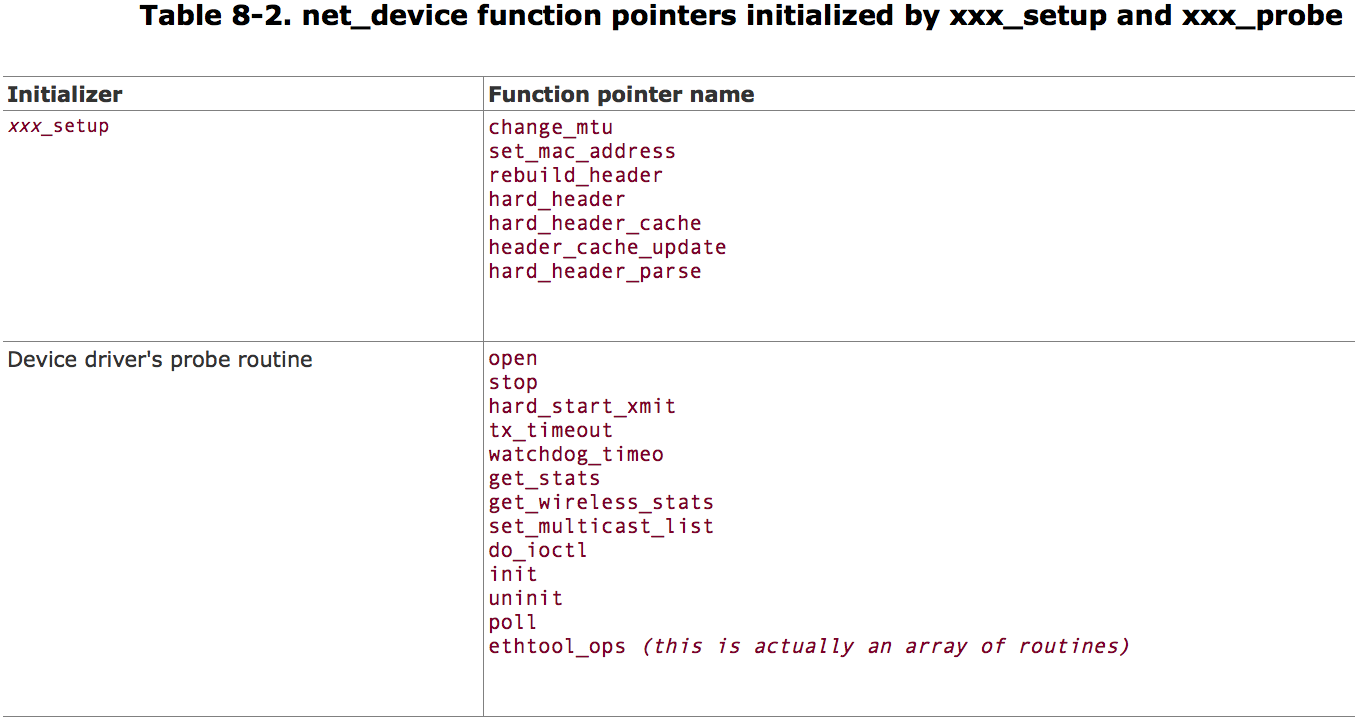 Table 8-2. net_device function pointers initialized by xxx_setup and xxx_probe
Initializer
Function pointer name
xxx_setup
change_mtu
set_mac_address
rebuild_header
hard_header
hard_header_cache
header_cache_update
hard_header_parse
Device driver's probe routine
open
stop
hard_start_xmit
tx_timeout
watchdog_timeo
get_stats
get_wireless_stats
set_multicast_list
do_ioctl
init
uninit
poll
ethtool_ops (this is actually an array of routines)